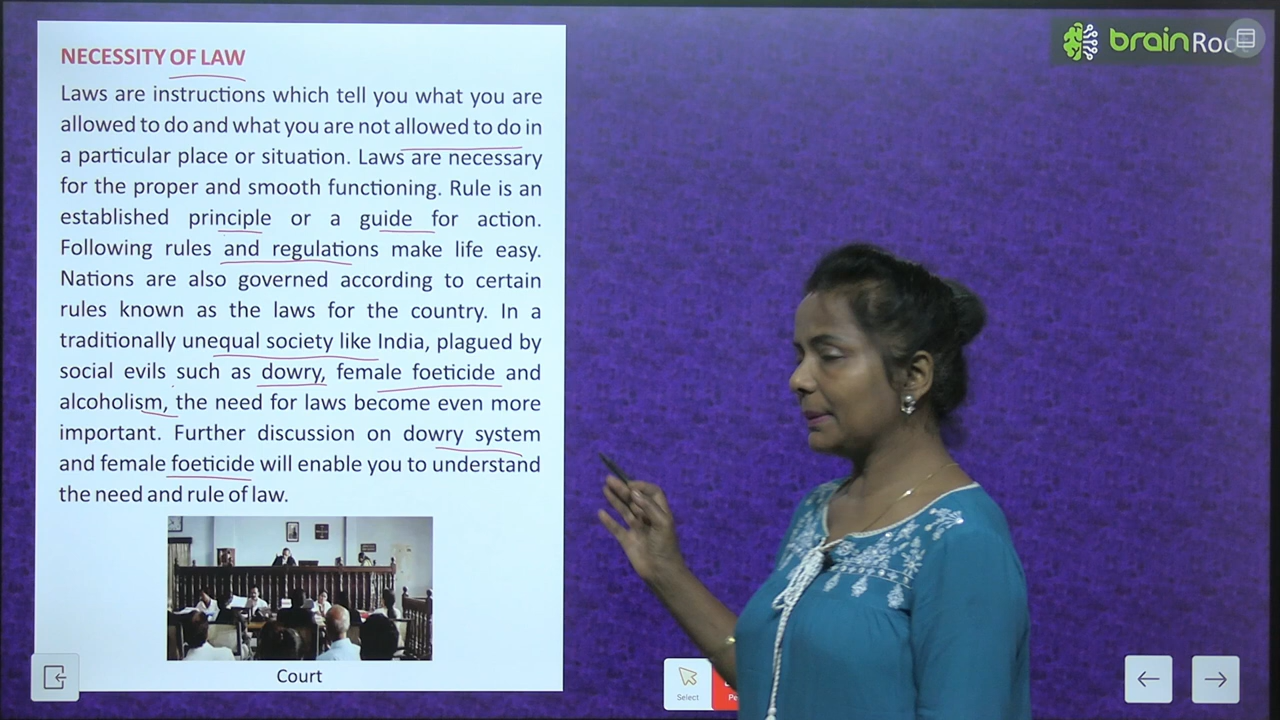 NECESSITY OF LAW
Laws are instructions which tell you what you are
allowed to do and what you are not allowed to do in
a particular place or situation. Laws are necessary
for the proper and smooth functioning. Rule is an
established principle or a guide for action.
Following rules and regulations make life easy.
Nations are also governed according to certain
rules known as the laws for the country. In a
traditionally unequal society like India, plagued by
social evils such as dowry, female foeticide and
alcoholism, the need for laws become even more
important. Further discussion on dowry system
and female foeticide will enable you to understand
the need and rule of law.
Court
brain
Select